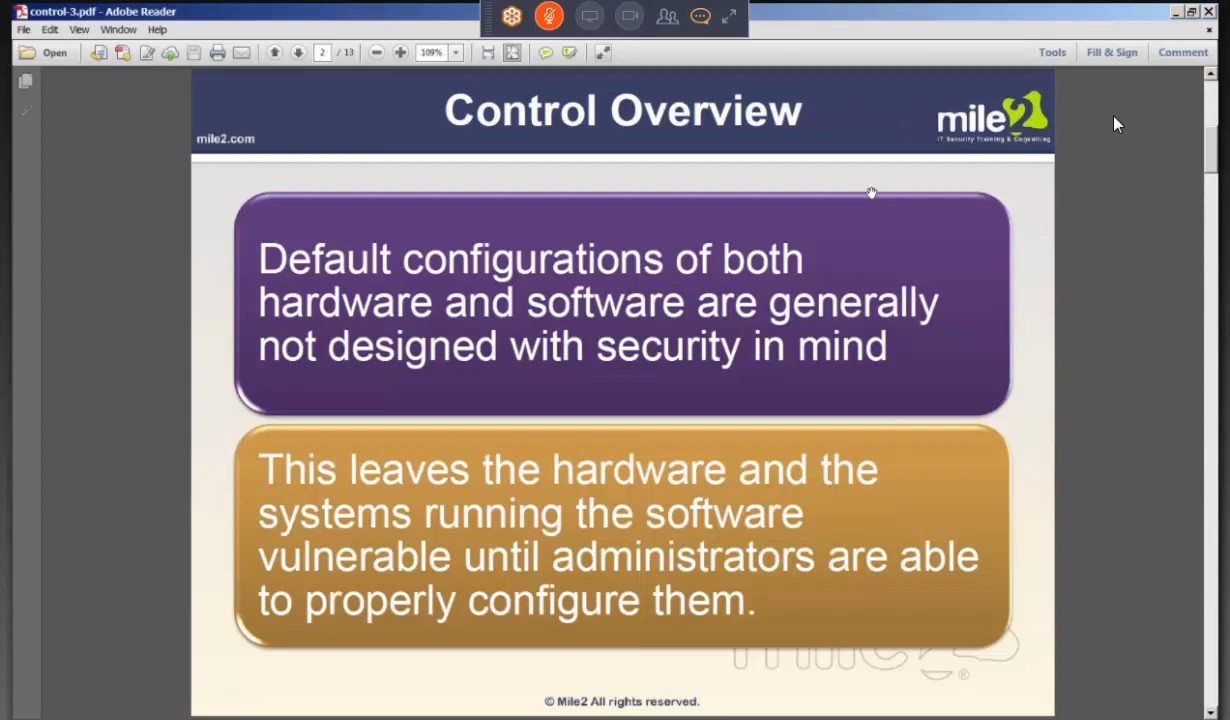 control-3.pdf - Adobe Reader
File Edit View Window Help
Open 2 / 13 109% Tools Fill & Sign Comment
Control Overview
mile2.com
mile2
IT Security Training & Consulting
Default configurations of both
hardware and software are generally
not designed with security in mind
This leaves the hardware and the
systems running the software
vulnerable until administrators are able
to properly configure them.
mile2
®
© Mile2 All rights reserved.